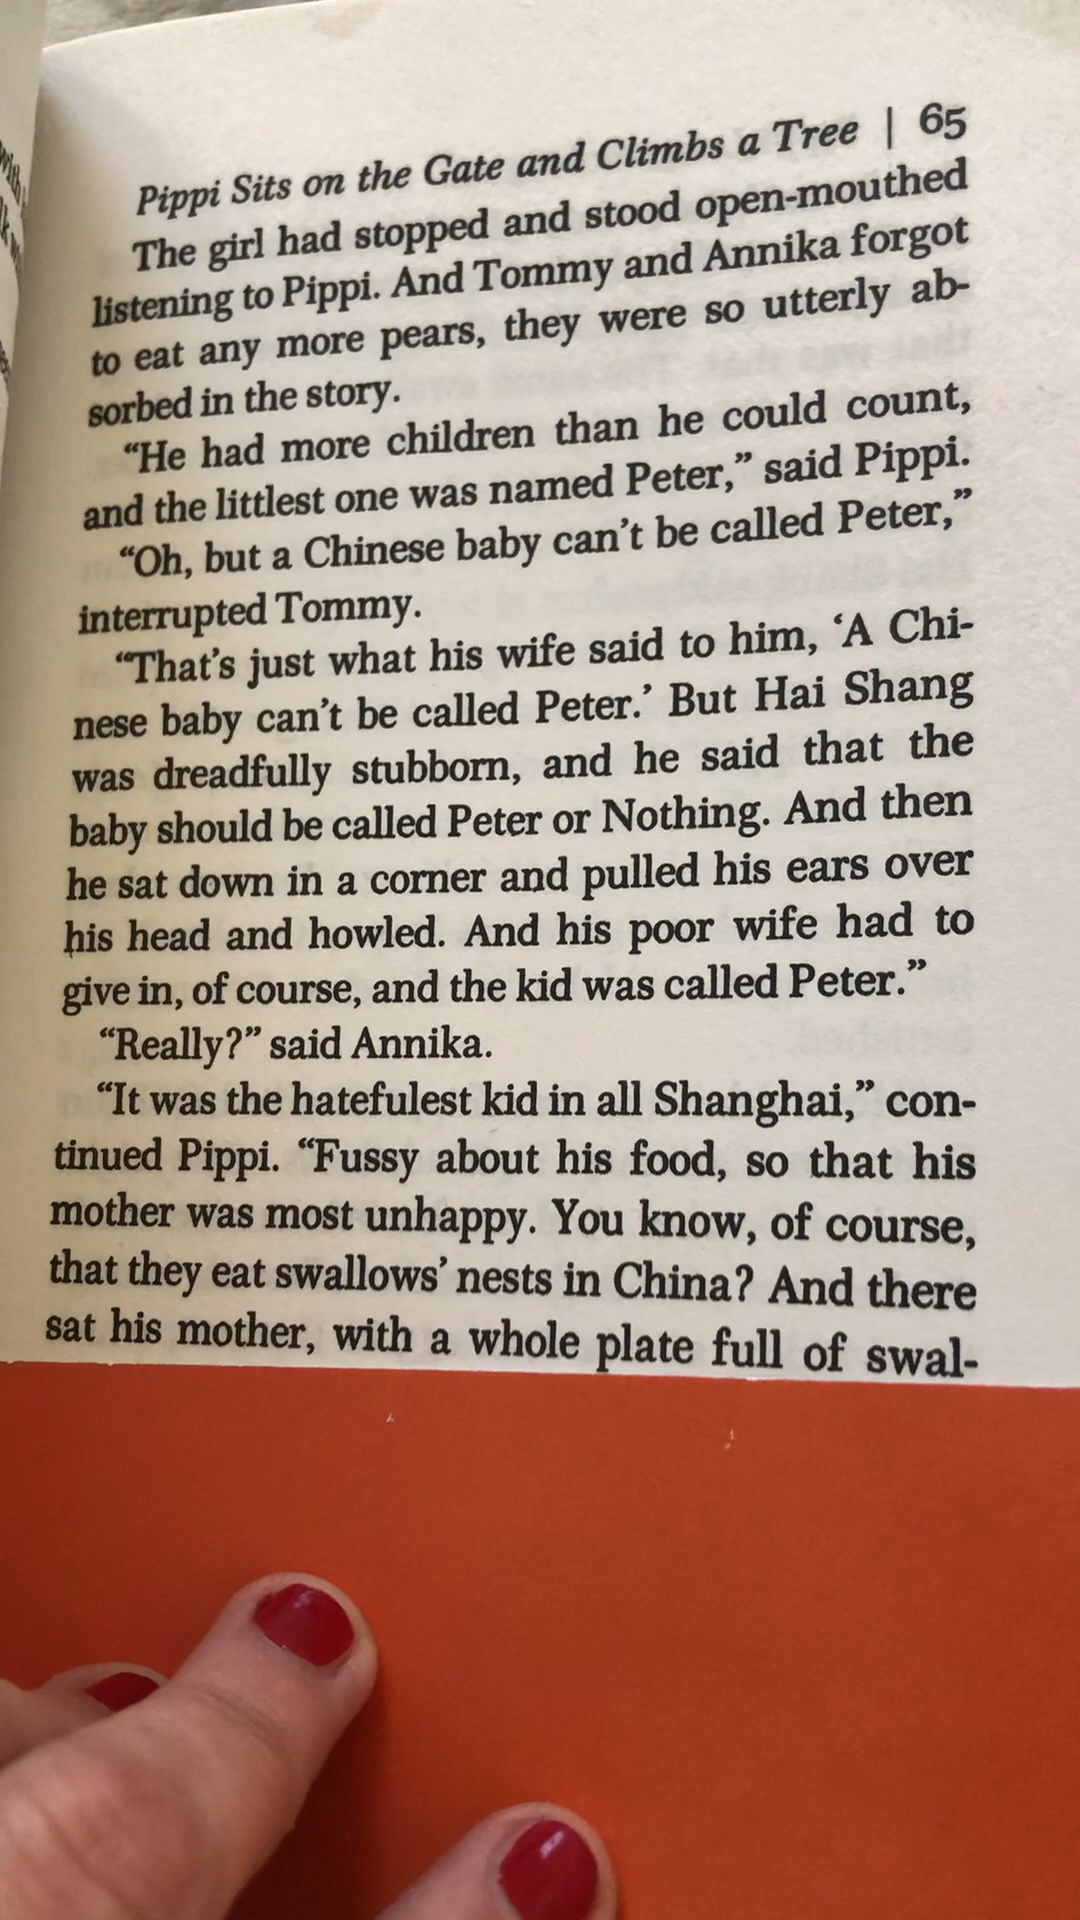 Pippi Sits on the Gate and Climbs a Tree | 65
The girl had stopped and stood open-mouthed
listening to Pippi. And Tommy and Annika forgot
to eat any more pears, they were so utterly ab-
sorbed in the story.
“He had more children than he could count,
and the littlest one was named Peter,” said Pippi.
“Oh, but a Chinese baby can’t be called Peter,”
interrupted Tommy.
“That’s just what his wife said to him, ‘A Chi-
nese baby can’t be called Peter.’ But Hai Shang
was dreadfully stubborn, and he said that the
baby should be called Peter or Nothing. And then
he sat down in a corner and pulled his ears over
his head and howled. And his poor wife had to
give in, of course, and the kid was called Peter.”
“Really?” said Annika.
“It was the hatefulest kid in all Shanghai,” con-
tinued Pippi. “Fussy about his food, so that his
mother was most unhappy. You know, of course,
that they eat swallows’ nests in China? And there
sat his mother, with a whole plate full of swal-